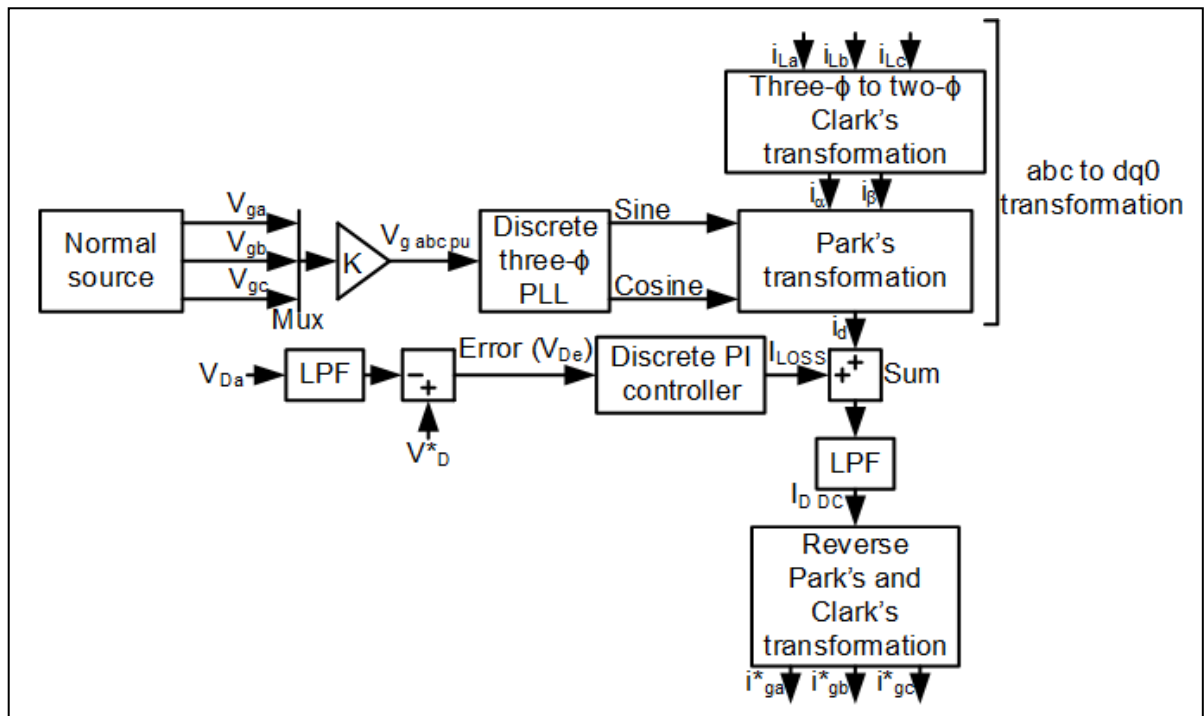 iLa iLb iLc
Three-ϕ to two-ϕ
Clark's
transformation
abc to dq0
transformation
iα iβ
Normal
source
Vga
Vgb
Vgc
Mux
K
Vg abc pu
Discrete
three-ϕ
PLL
Sine
Cosine
Park's
transformation
id
VDa
LPF
-
+
V*D
Error (VDe)
Discrete PI
controller
ILOSS
+
+
Sum
LPF
ID DC
Reverse
Park's and
Clark's
transformation
i*ga i*gb i*gc